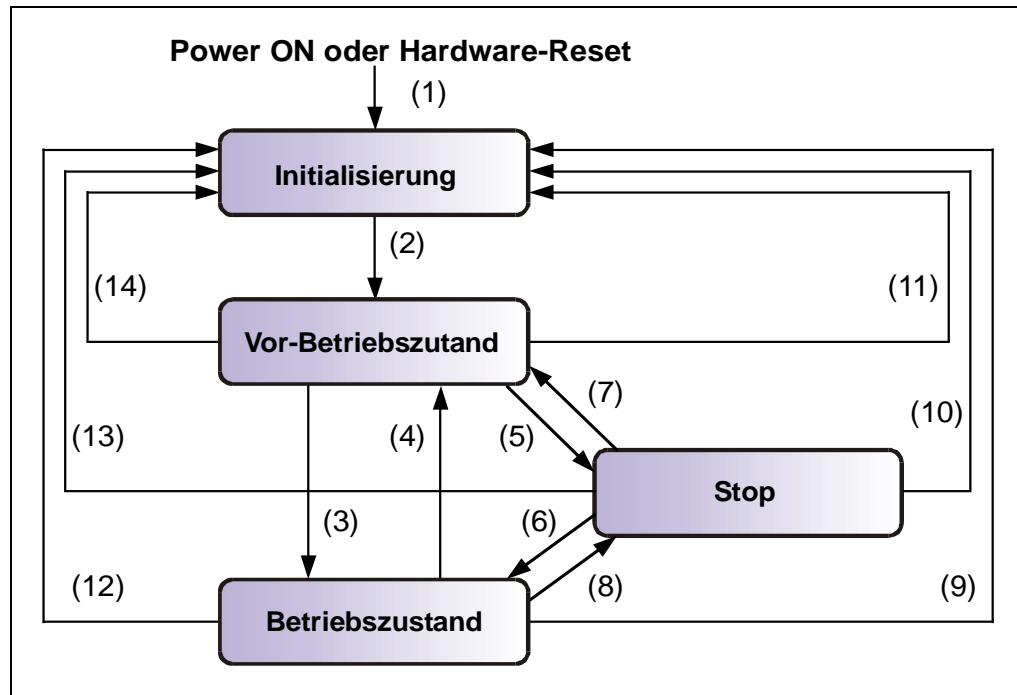 Power ON oder Hardware-Reset
(1)
Initialisierung
(2)
(14)
(11)
Vor-Betriebszutand
(7)
(10)
(13)
(4)
(5)
Stop
(3)
(6)
(12)
(8)
(9)
Betriebszustand